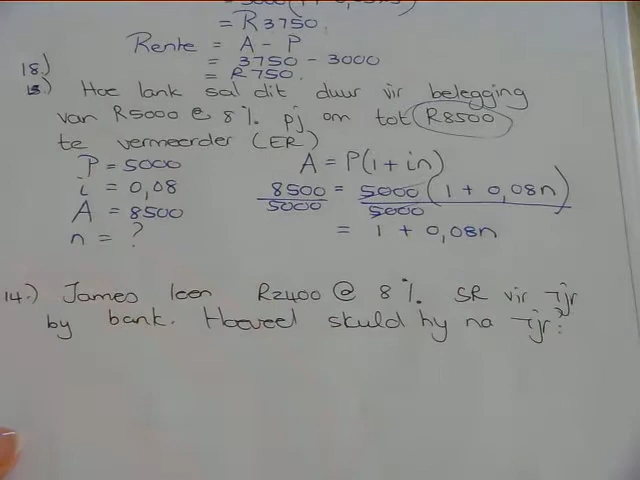 = R3750.
Rente = A - P
= 3750 - 3000
= R750.
18.)
13.) Hoe lank sal dit duur vir belegging
van R5000 @ 8% pj om tot R8500
te vermeerder (ER)
P = 5000
i = 0,08
A = 8500
n = ?
A = P(1 + in)
8500/5000 = 5000/5000 (1 + 0,08n)
= 1 + 0,08n
14.) James leen R2400 @ 8% SR vir 7jr
by bank. Hoeveel skuld hy na 7jr?